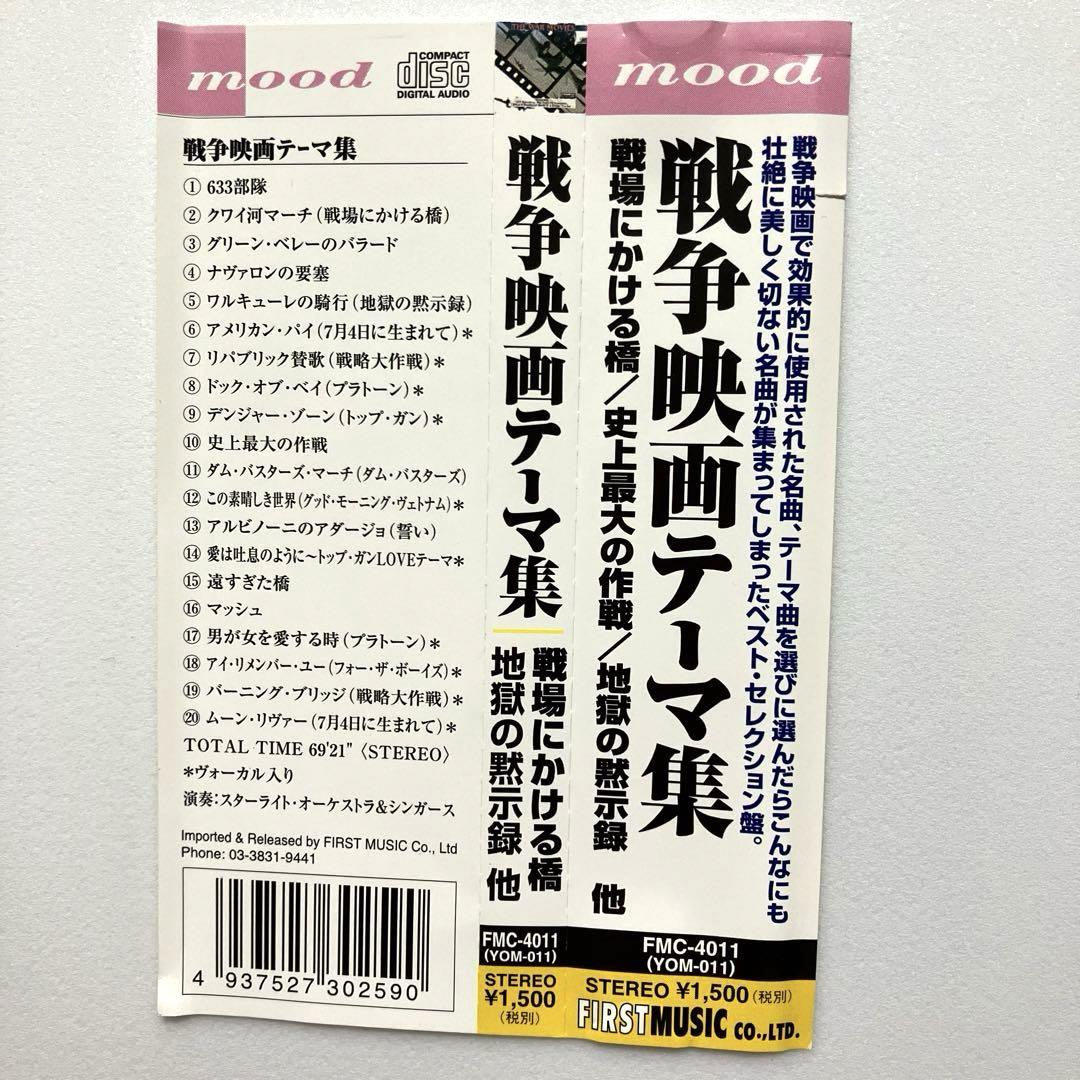 mood
COMPACT
disc
DIGITAL AUDIO
戦争映画テーマ集
① 633部隊
② クワイ河マーチ(戦場にかける橋)
③ グリーン・ベレーのバラード
④ ナヴァロンの要塞
⑤ ワルキューレの騎行(地獄の黙示録)
⑥ アメリカン・パイ(7月4日に生まれて)*
⑦ リパブリック賛歌(戦略大作戦)*
⑧ ドック・オブ・ベイ(プラトーン)*
⑨ デンジャー・ゾーン(トップ・ガン)*
⑩ 史上最大の作戦
⑪ ダム・バスターズ・マーチ(ダム・バスターズ)
⑫ この素晴しき世界(グッド・モーニング・ヴェトナム)*
⑬ アルビノーニのアダージョ(誓い)
⑭ 愛は吐息のように〜トップ・ガンLOVEテーマ*
⑮ 遠すぎた橋
⑯ マッシュ
⑰ 男が女を愛する時(プラトーン)*
⑱ アイ・リメンバー・ユー(フォー・ザ・ボーイズ)*
⑲ バーニング・ブリッジ(戦略大作戦)*
⑳ ムーン・リヴァー(7月4日に生まれて)*
TOTAL TIME 69'21" 〈STEREO〉
*ヴォーカル入り
演奏:スターライト・オーケストラ&シンガース
Imported & Released by FIRST MUSIC Co., Ltd
Phone: 03-3831-9441
4 937527 302590
THE WAR MOVIES
戦争映画テーマ集
戦場にかける橋
地獄の黙示録 他
FMC-4011
(YOM-011)
STEREO
¥1,500
(税別)
mood
戦争映画で効果的に使用された名曲、テーマ曲を選びに選んだらこんなにも
壮絶に美しく切ない名曲が集まってしまったベスト・セレクション盤。
戦争映画テーマ集
戦場にかける橋/史上最大の作戦/地獄の黙示録 他
FMC-4011
(YOM-011)
STEREO ¥1,500(税別)
FIRST MUSIC CO.,LTD.